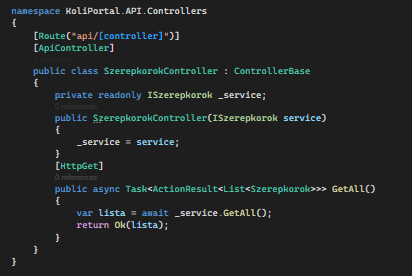 namespace KoliPortal.API.Controllers
{
    [Route("api/[controller]")]
    [ApiController]
    public class SzerepkorokController : ControllerBase
    {
        private readonly ISzerepkorok _service;
        0 references
        public SzerepkorokController(ISzerepkorok service)
        {
            _service = service;
        }
        [HttpGet]
        0 references
        public async Task<ActionResult<List<Szerepkorok>>> GetAll()
        {
            var lista = await _service.GetAll();
            return Ok(lista);
        }
    }
}